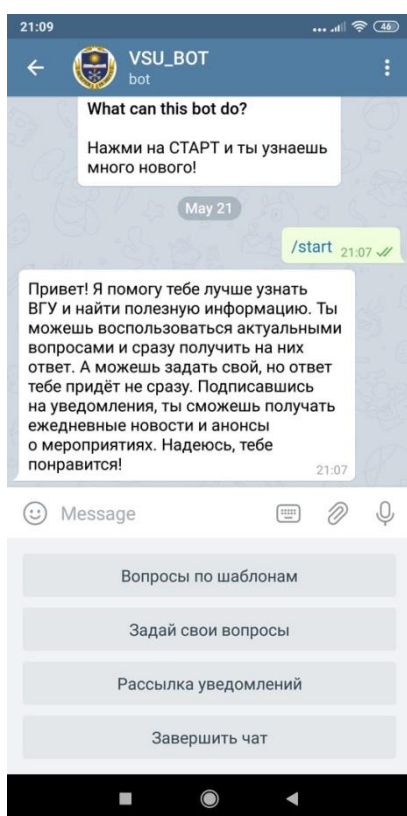 21:09
46
VSU_BOT
bot
What can this bot do?
Нажми на СТАРТ и ты узнаешь
много нового!
May 21
/start 21:07
Привет! Я помогу тебе лучше узнать
ВГУ и найти полезную информацию. Ты
можешь воспользоваться актуальными
вопросами и сразу получить на них
ответ. А можешь задать свой, но ответ
тебе придёт не сразу. Подписавшись
на уведомления, ты сможешь получать
ежедневные новости и анонсы
о мероприятиях. Надеюсь, тебе
понравится!
21:07
Message
Вопросы по шаблонам
Задай свои вопросы
Рассылка уведомлений
Завершить чат